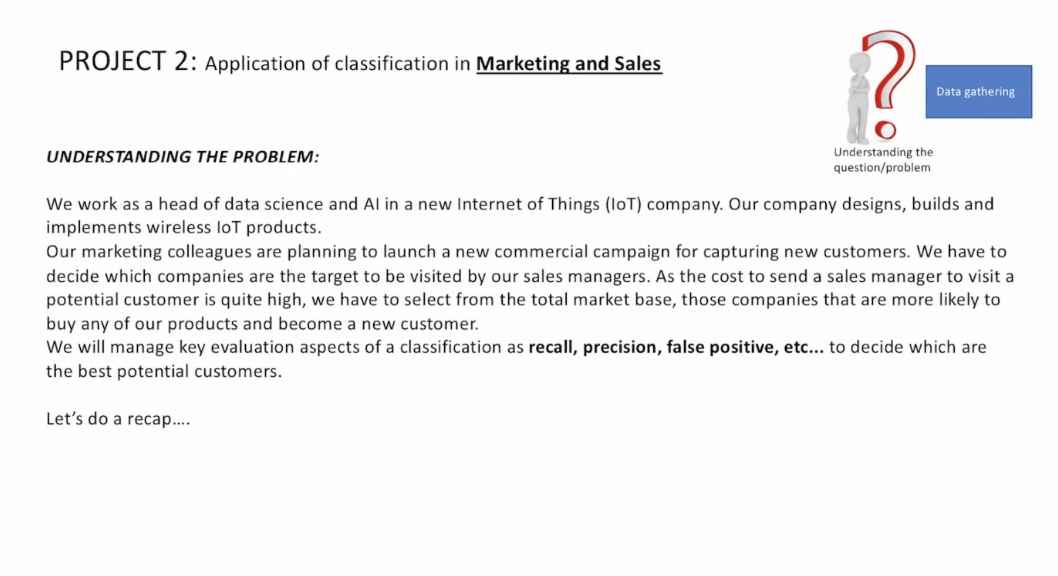 PROJECT 2: Application of classification in Marketing and Sales
Data gathering
Understanding the
question/problem
UNDERSTANDING THE PROBLEM:
We work as a head of data science and AI in a new Internet of Things (IoT) company. Our company designs, builds and
implements wireless IoT products.
Our marketing colleagues are planning to launch a new commercial campaign for capturing new customers. We have to
decide which companies are the target to be visited by our sales managers. As the cost to send a sales manager to visit a
potential customer is quite high, we have to select from the total market base, those companies that are more likely to
buy any of our products and become a new customer.
We will manage key evaluation aspects of a classification as recall, precision, false positive, etc... to decide which are
the best potential customers.
Let's do a recap....